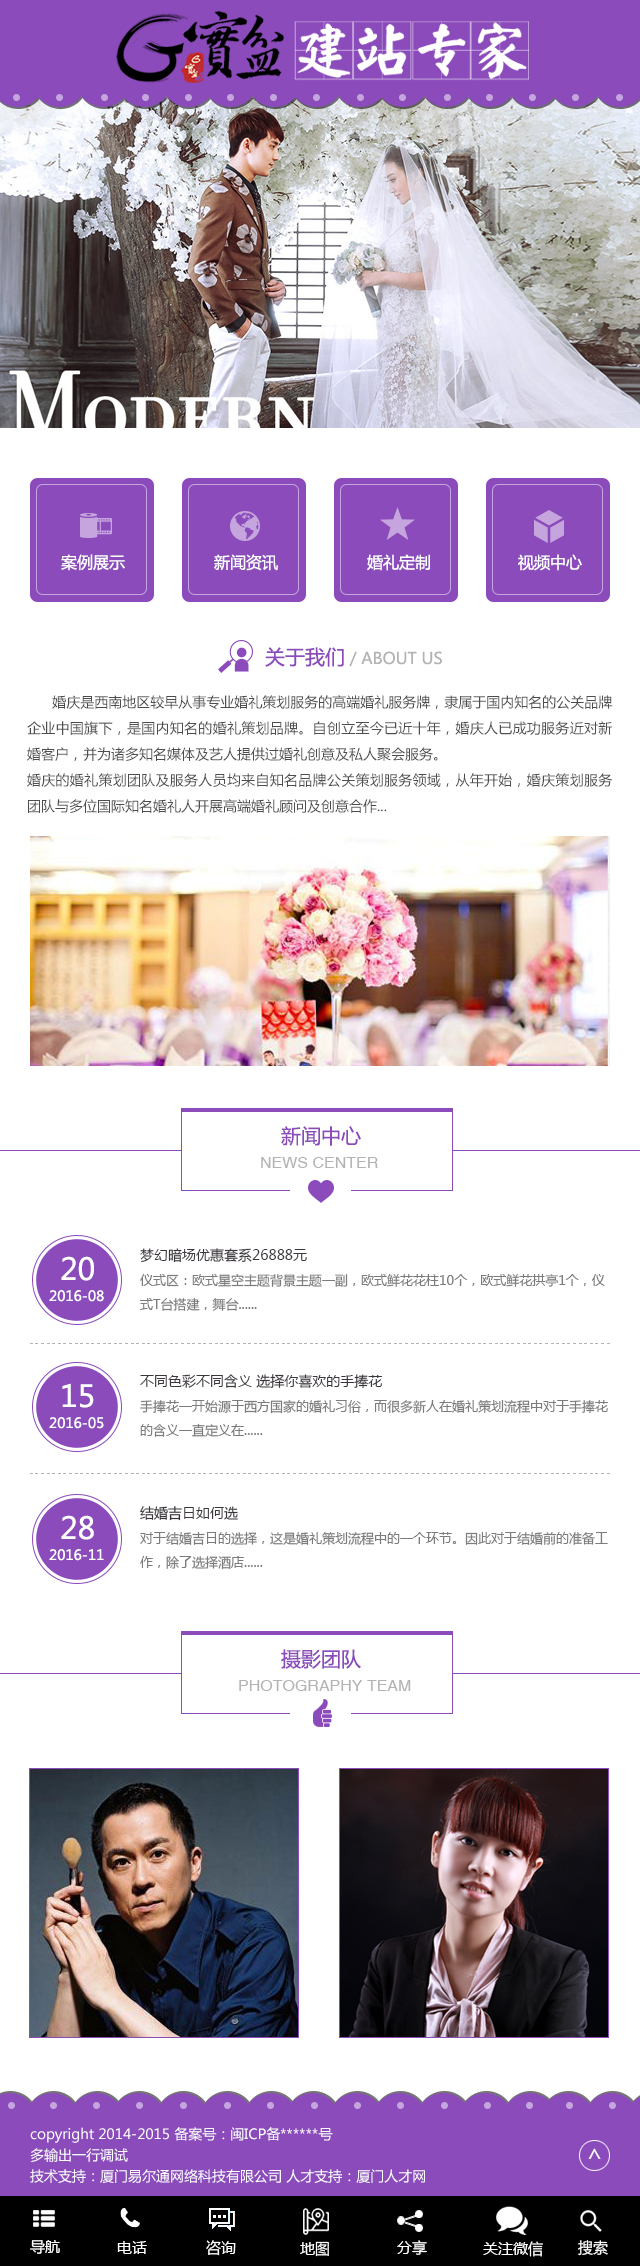 寳盆
建站专家
MODERN
案例展示
新闻资讯
婚礼定制
视频中心
关于我们 / ABOUT US
婚庆是西南地区较早从事专业婚礼策划服务的高端婚礼服务牌，隶属于国内知名的公关品牌
企业中国旗下，是国内知名的婚礼策划品牌。自创立至今已近十年，婚庆人已成功服务近对新
婚客户，并为诸多知名媒体及艺人提供过婚礼创意及私人聚会服务。
婚庆的婚礼策划团队及服务人员均来自知名品牌公关策划服务领域，从年开始，婚庆策划服务
团队与多位国际知名婚礼人开展高端婚礼顾问及创意合作...
新闻中心
NEWS CENTER
20
2016-08
梦幻暗场优惠套系26888元
仪式区：欧式星空主题背景主题一副，欧式鲜花花柱10个，欧式鲜花拱亭1个，仪
式T台搭建，舞台......
15
2016-05
不同色彩不同含义 选择你喜欢的手捧花
手捧花一开始源于西方国家的婚礼习俗，而很多新人在婚礼策划流程中对于手捧花
的含义一直定义在......
28
2016-11
结婚吉日如何选
对于结婚吉日的选择，这是婚礼策划流程中的一个环节。因此对于结婚前的准备工
作，除了选择酒店......
摄影团队
PHOTOGRAPHY TEAM
copyright 2014-2015 备案号：闽ICP备******号
多输出一行调试
技术支持：厦门易尔通网络科技有限公司 人才支持：厦门人才网
导航
电话
咨询
地图
分享
关注微信
搜索